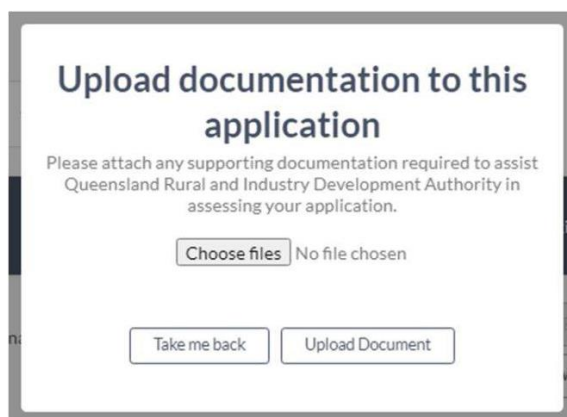 Upload documentation to this
application
Please attach any supporting documentation required to assist
Queensland Rural and Industry Development Authority in
assessing your application.
Choose files No file chosen
Take me back Upload Document